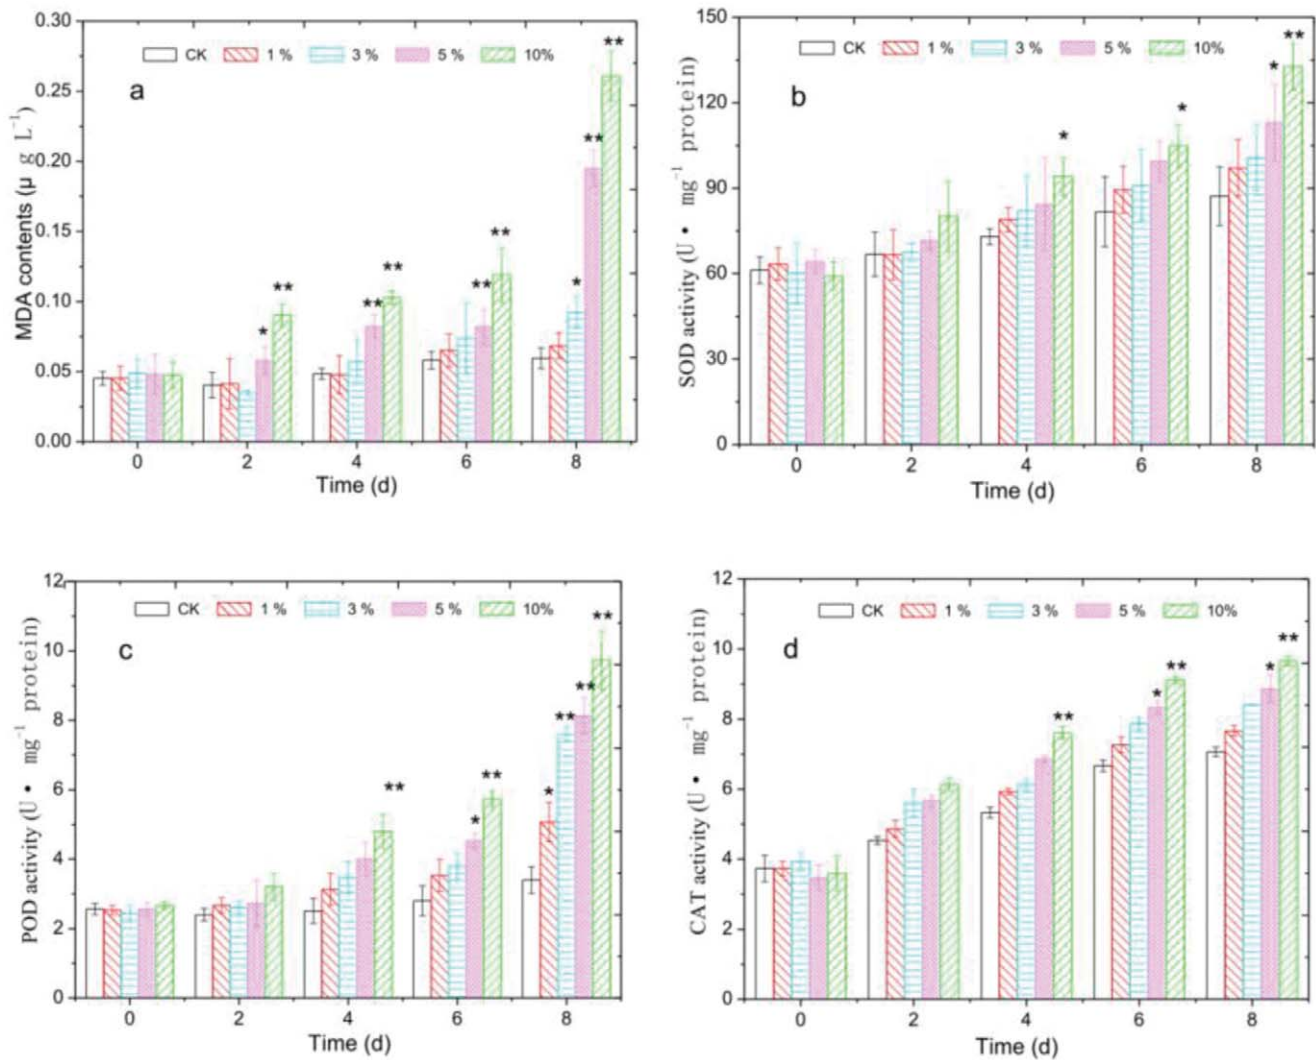 MDA contents (μ g L⁻¹)
0.30
0.25
0.20
0.15
0.10
0.05
0.00
CK 1 % 3 % 5 % 10%
a
* **
** **
** **
* ** **
0 2 4 6 8
Time (d)
SOD activity (U • mg⁻¹ protein)
150
120
90
60
30
0
CK 1 % 3 % 5 % 10%
b
*
*
* **
0 2 4 6 8
Time (d)
POD activity (U • mg⁻¹ protein)
12
10
8
6
4
2
0
CK 1 % 3 % 5 % 10%
c
**
* **
* ** ** **
0 2 4 6 8
Time (d)
CAT activity (U • mg⁻¹ protein)
12
10
8
6
4
2
0
CK 1 % 3 % 5 % 10%
d
**
* **
* **
0 2 4 6 8
Time (d)